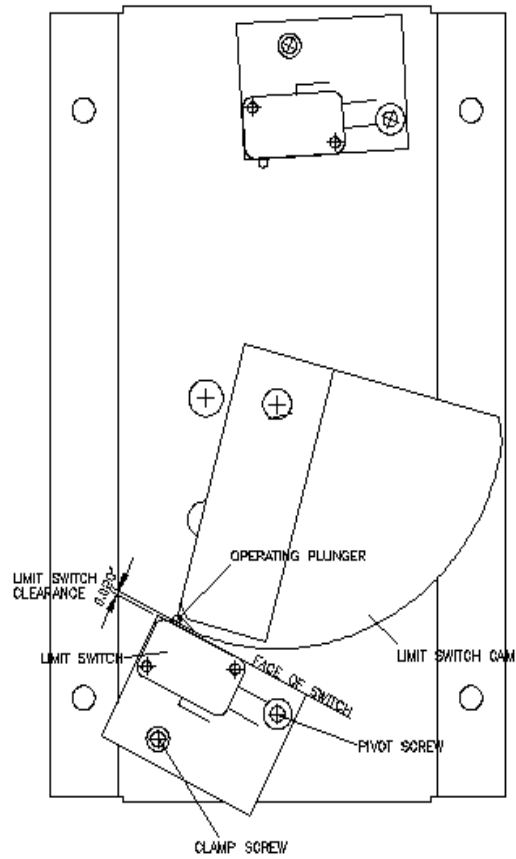 OPERATING PLUNGER
LIMIT SWITCH
CLEARANCE
0.020"
LIMIT SWITCH
FACE OF SWITCH
LIMIT SWITCH CAM
PIVOT SCREW
CLAMP SCREW